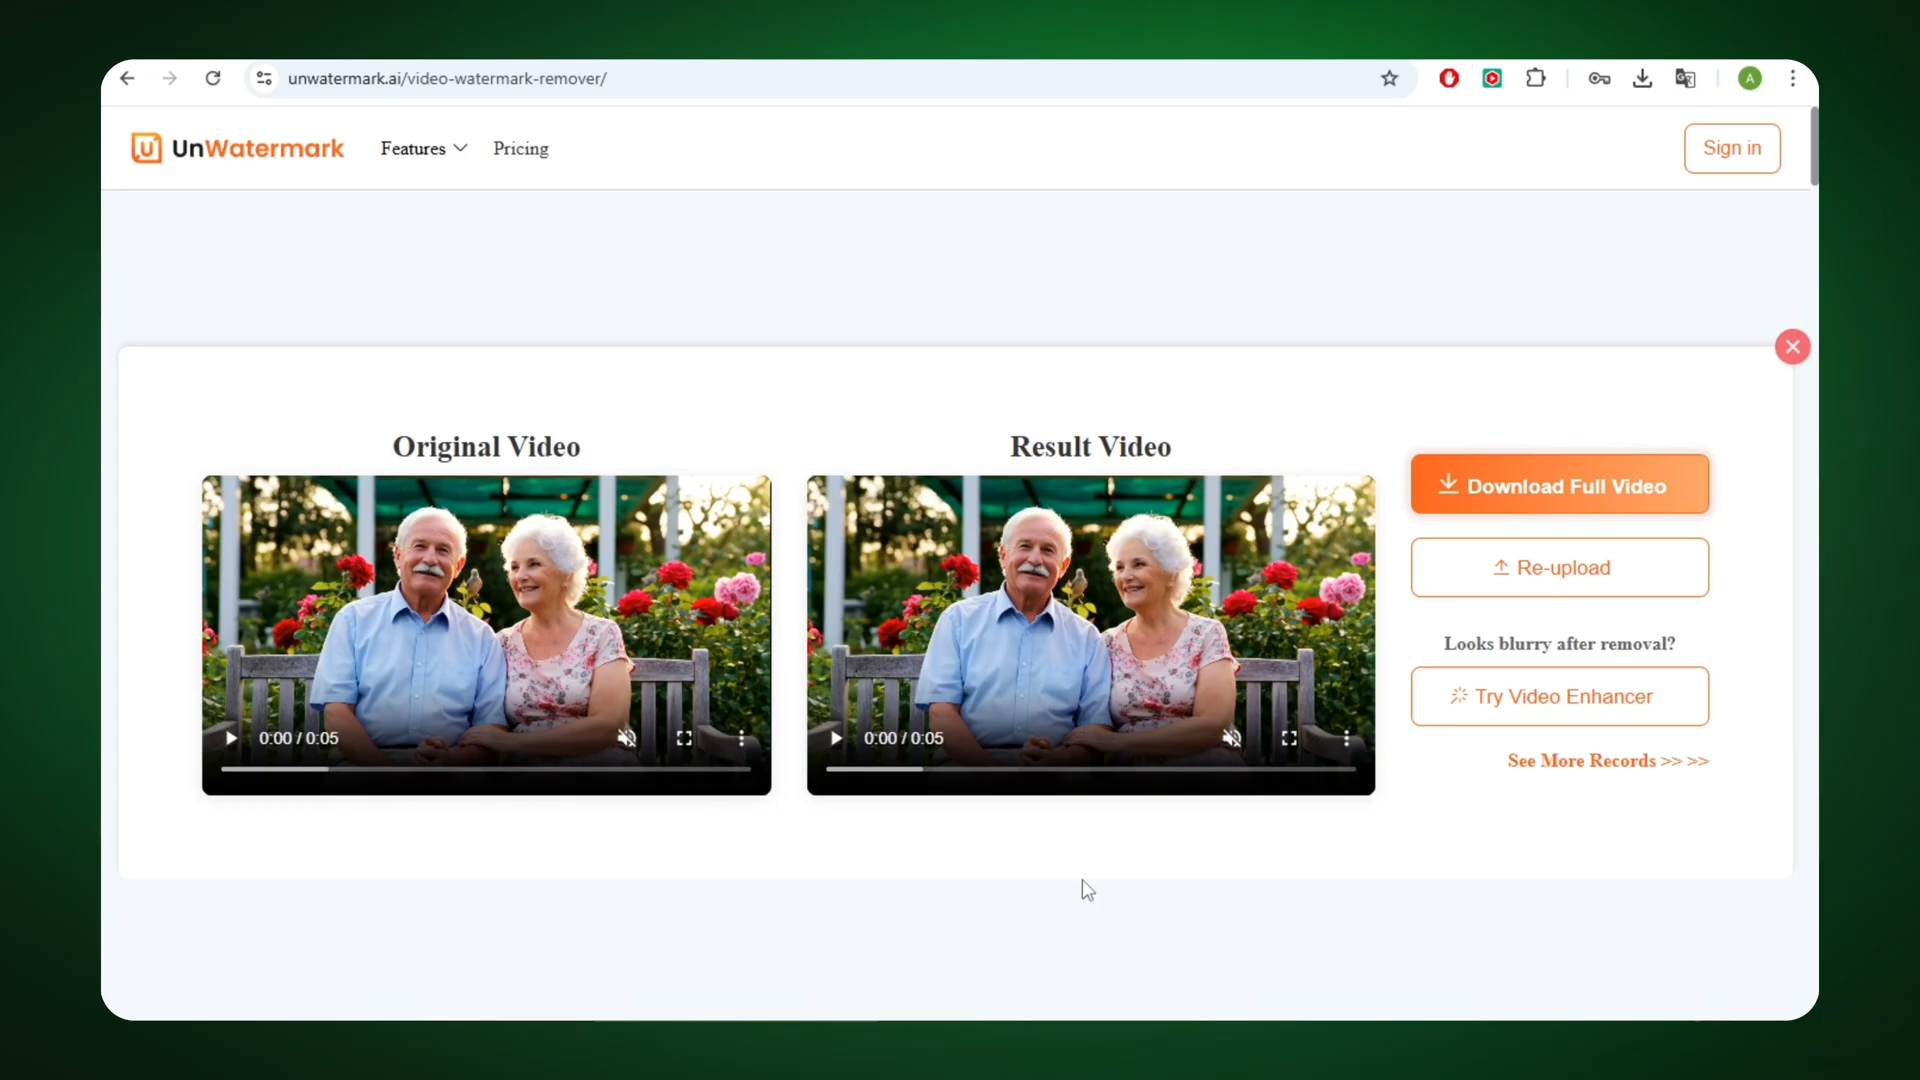 unwatermark.ai/video-watermark-remover/
A
UnWatermark
Features
Pricing
Sign in
Original Video
Result Video
0:00 / 0:05
0:00 / 0:05
Download Full Video
Re-upload
Looks blurry after removal?
Try Video Enhancer
See More Records >> >>